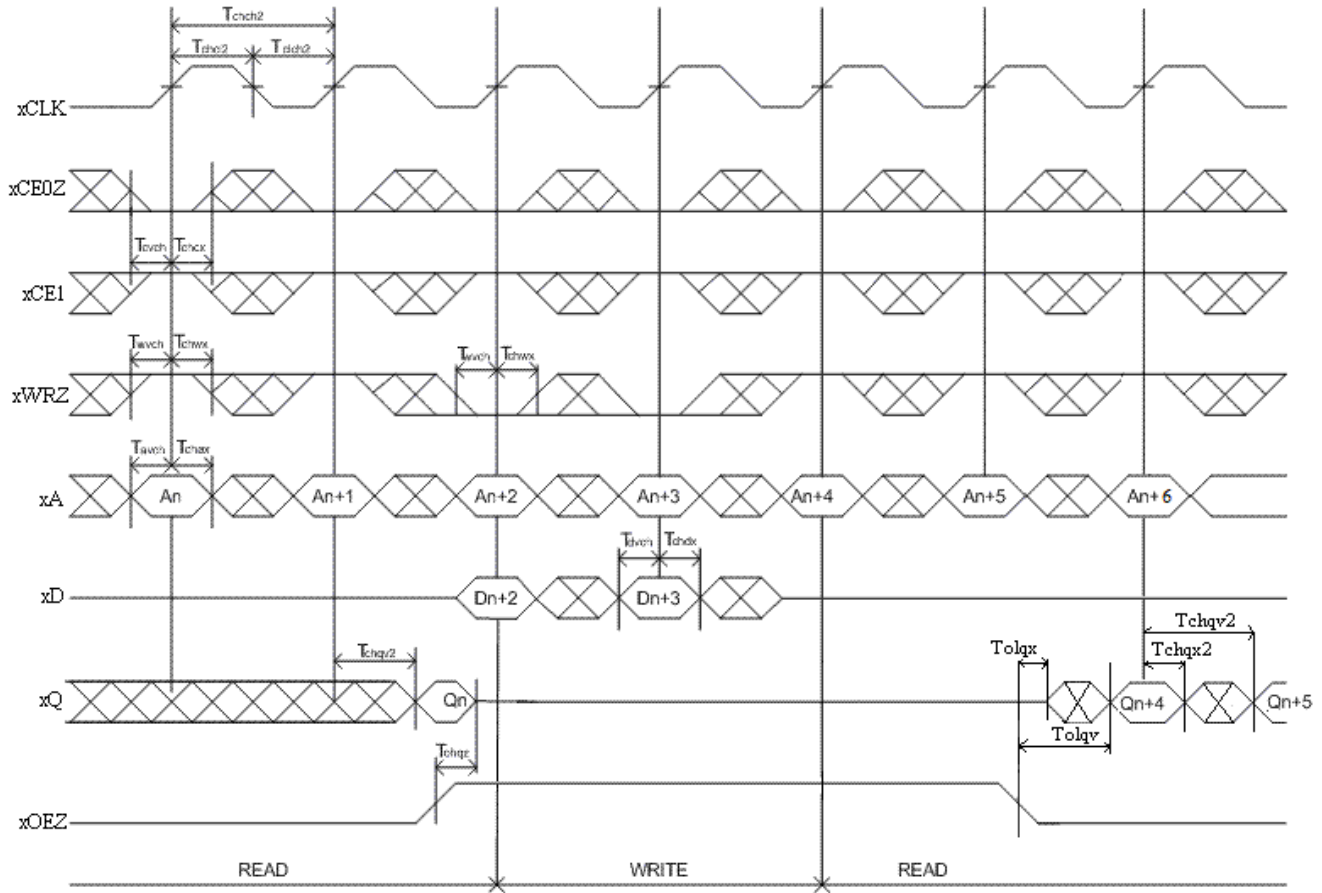 Tchch2
Tchcl2 Tclch2
xCLK
xCE0Z
Tcvch Tchcx
xCE1
Twvch Tchwx Twvch Tchwx
xWRZ
Tavch Tchax
xA An An+1 An+2 An+3 An+4 An+5 An+6
Tdvch Tchdx
xD Dn+2 Dn+3
Tchqv2
Tchqv2 Tolqx Tchqx2
xQ Qn Qn+4 Qn+5
Tolqv
xOEZ
READ WRITE READ